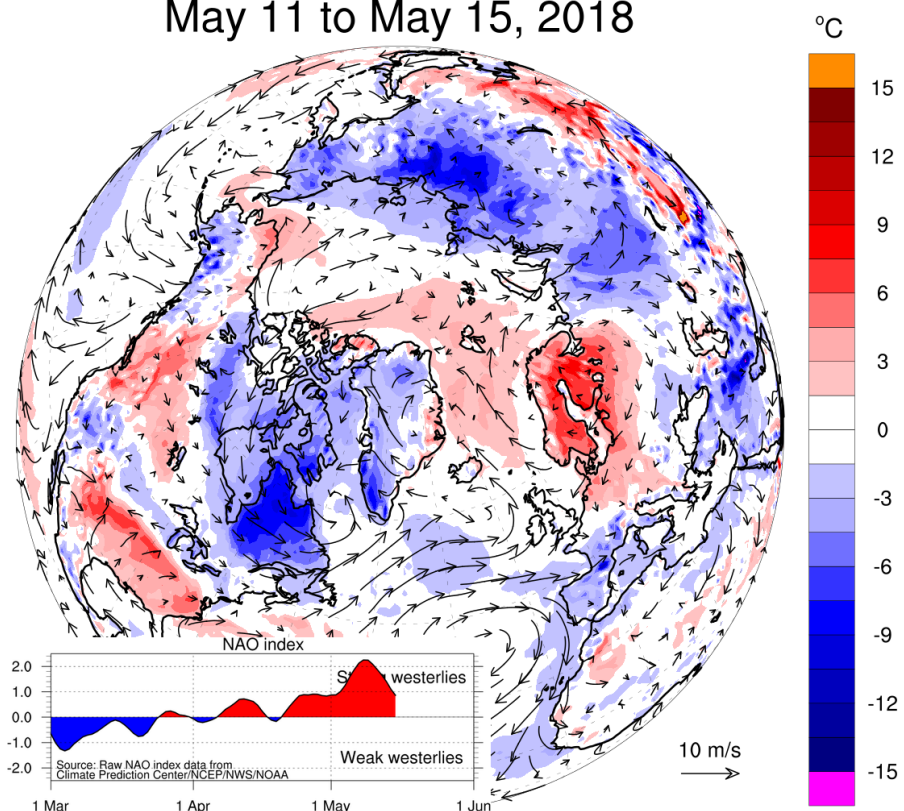 May 11 to May 15, 2018
°C
15
12
9
6
3
0
-3
-6
-9
-12
-15
10 m/s
NAO index
2.0
1.0
0.0
-1.0
-2.0
westerlies
Weak westerlies
Source: Raw NAO index data from
Climate Prediction Center/NCEP/NWS/NOAA
1 Mar
1 Apr
1 May
1 Jun